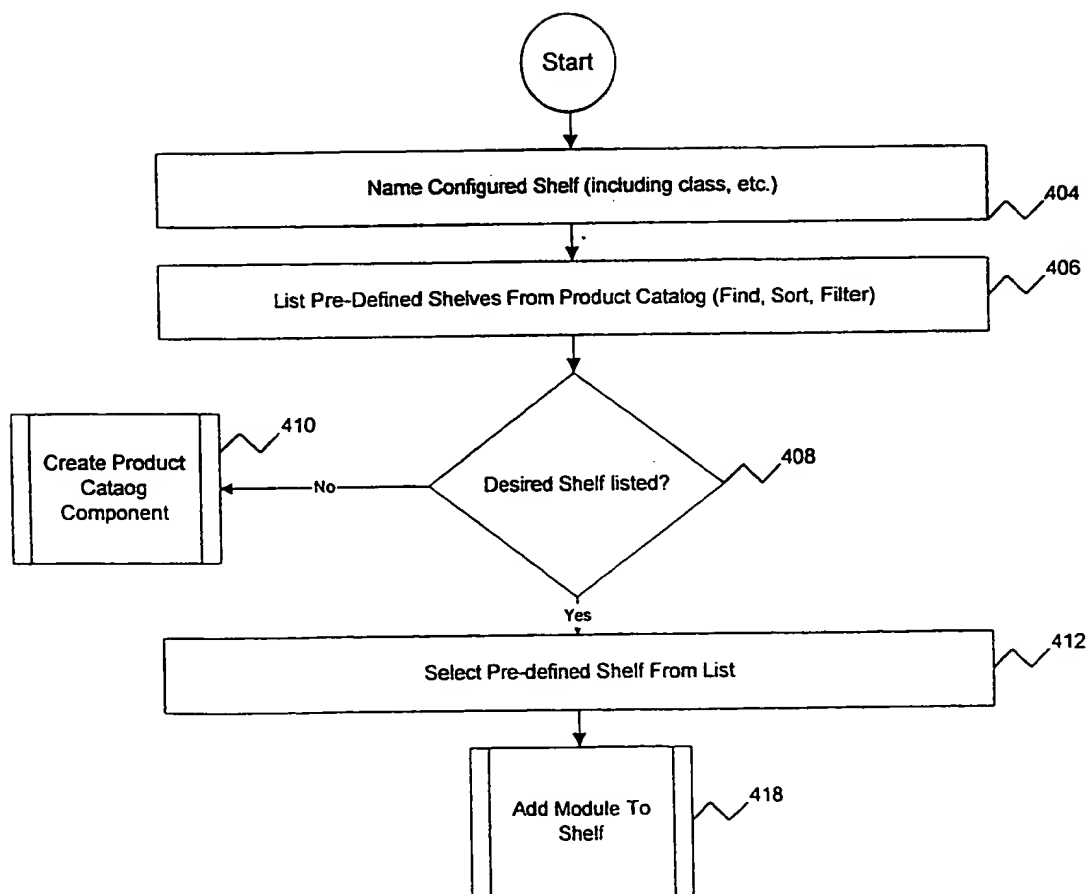 Start
Name Configured Shelf (including class, etc.)
404
List Pre-Defined Shelves From Product Catalog (Find, Sort, Filter)
406
Desired Shelf listed?
408
No
Create Product
Cataog
Component
410
Yes
Select Pre-defined Shelf From List
412
Add Module To
Shelf
418